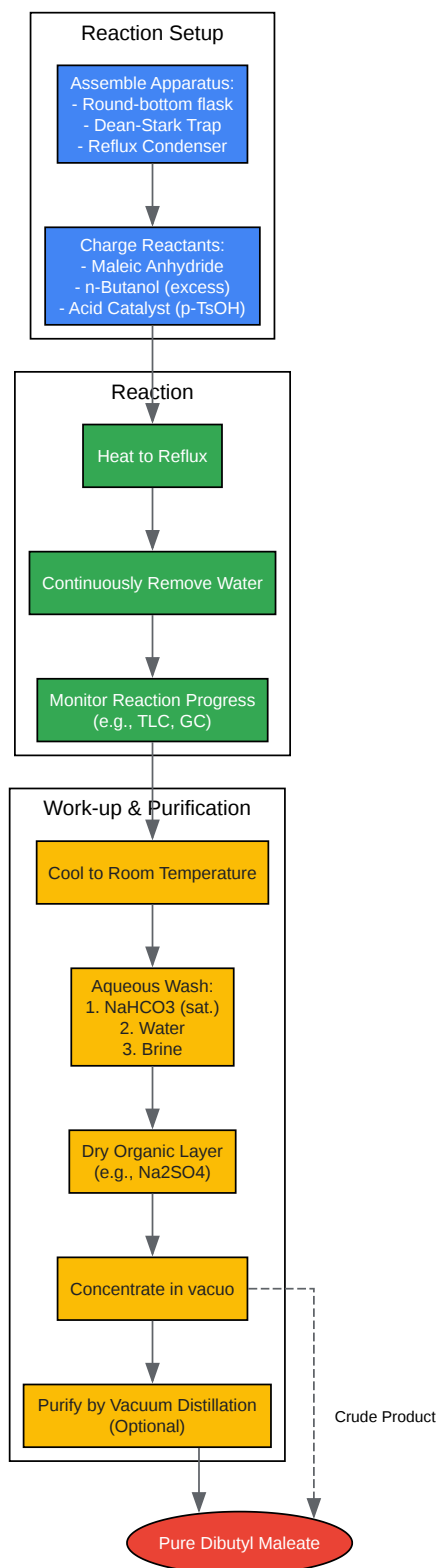 Reaction Setup
Assemble Apparatus:
- Round-bottom flask
- Dean-Stark Trap
- Reflux Condenser
Charge Reactants:
- Maleic Anhydride
- n-Butanol (excess)
- Acid Catalyst (p-TsOH)
Reaction
Heat to Reflux
Continuously Remove Water
Monitor Reaction Progress
(e.g., TLC, GC)
Work-up & Purification
Cool to Room Temperature
Aqueous Wash:
1. NaHCO3 (sat.)
2. Water
3. Brine
Dry Organic Layer
(e.g., Na2SO4)
Concentrate in vacuo
Purify by Vacuum Distillation
(Optional)
Crude Product
Pure Dibutyl Maleate